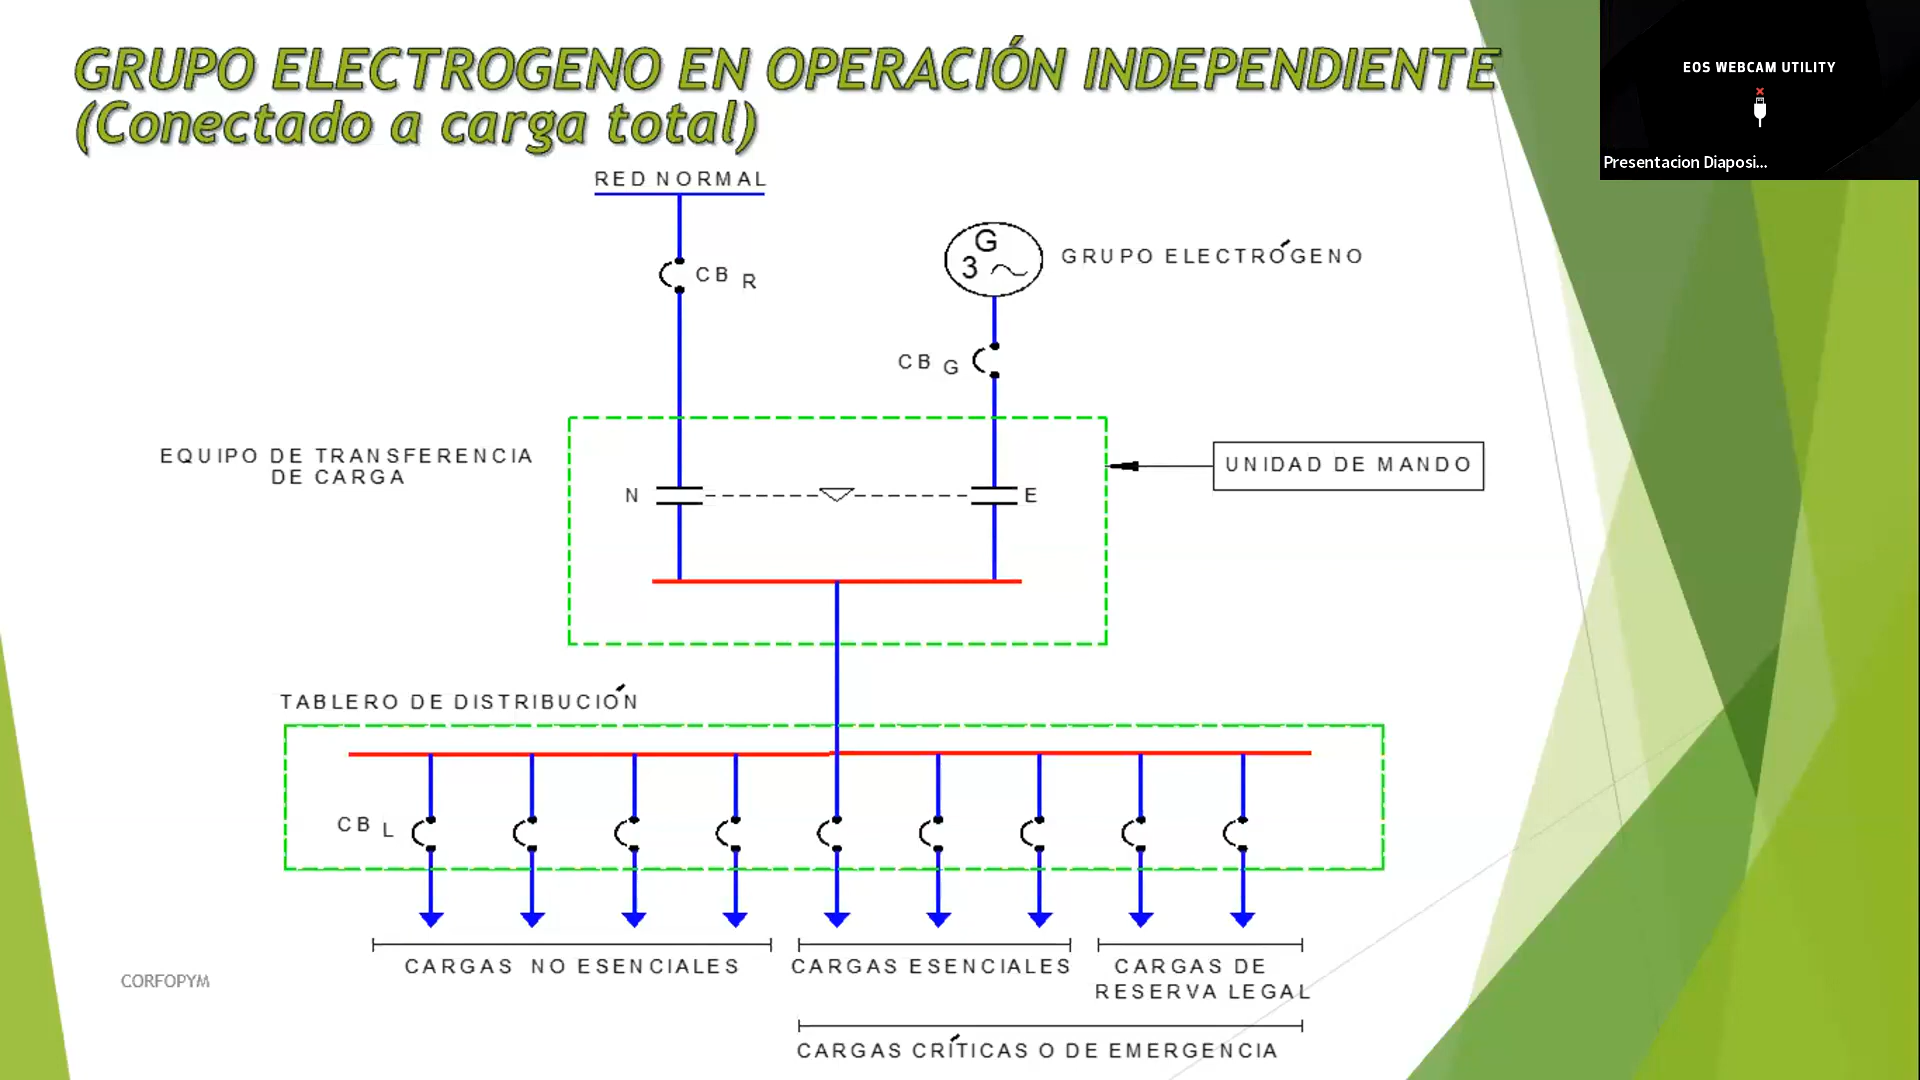 GRUPO ELECTROGENO EN OPERACIÓN INDEPENDIENTE
(Conectado a carga total)
EOS WEBCAM UTILITY
Presentacion Diaposi...
RED NORMAL
CB R
G
3
GRUPO ELECTRÓGENO
CB G
EQUIPO DE TRANSFERENCIA
DE CARGA
UNIDAD DE MANDO
N
E
TABLERO DE DISTRIBUCIÓN
CB L
CARGAS NO ESENCIALES
CARGAS ESENCIALES
CARGAS DE
RESERVA LEGAL
CORFOPYM
CARGAS CRÍTICAS O DE EMERGENCIA